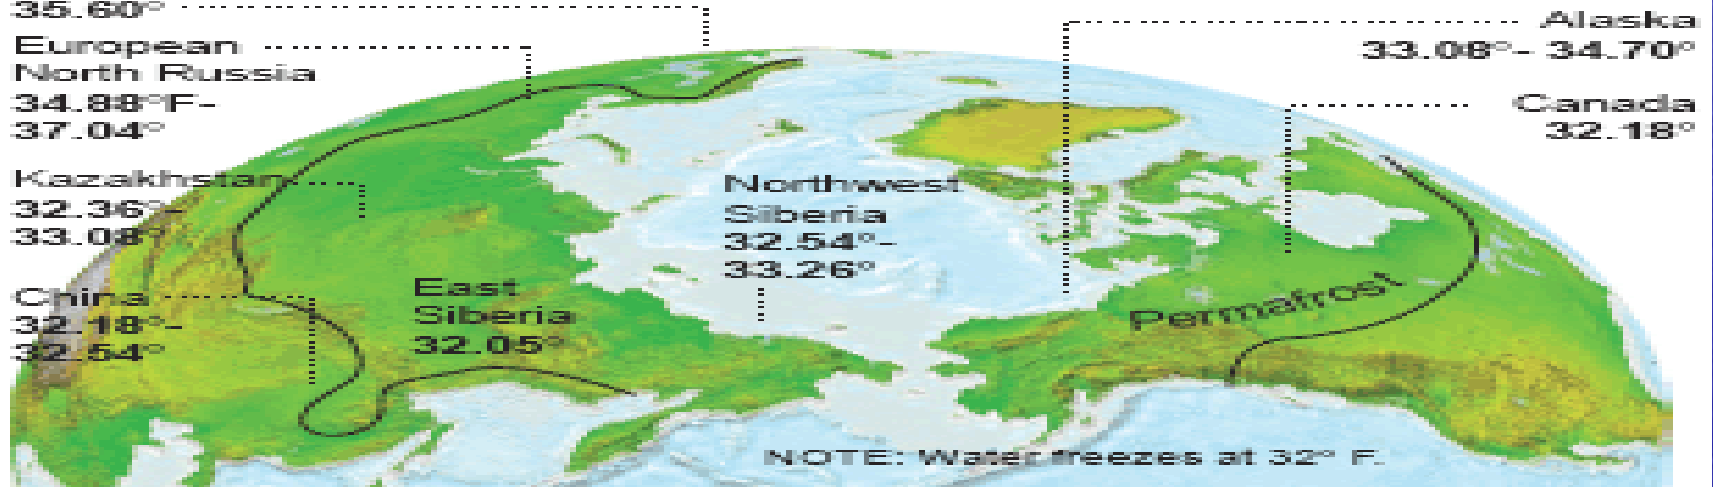 35.60°
European
North Russia
34.88°F-
37.04°
Kazakhstan
32.36°-
33.08°
China
32.18°-
32.54°
East
Siberia
32.05°
Northwest
Siberia
32.54°-
33.26°
Alaska
33.08°- 34.70°
Canada
32.18°
Permafrost
NOTE: Water freezes at 32° F.